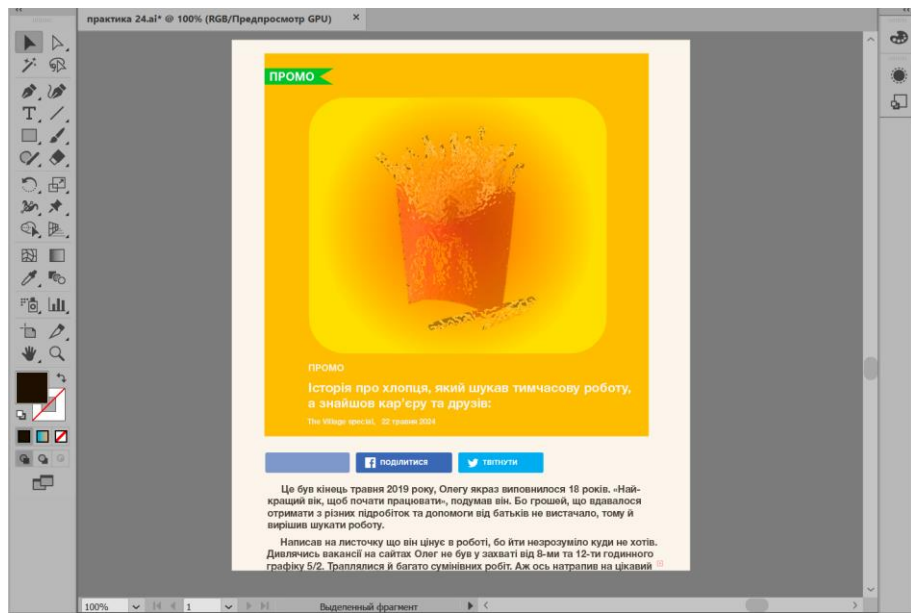 практика 24.ai* @ 100% (RGB/Предпросмотр GPU) ×
ПРОМО
ПРОМО
Історія про хлопця, який шукав тимчасову роботу,
а знайшов кар'єру та друзів:
The Village special, 22 травня 2024
ПОДІЛИТИСЯ
ТВІТНУТИ
Це був кінець травня 2019 року, Олегу якраз виповнилося 18 років. «Най-
кращий вік, щоб почати працювати», подумав він. Бо грошей, що вдавалося
отримати з різних підробіток та допомоги від батьків не вистачало, тому й
вирішив шукати роботу.
Написав на листочку що він цінує в роботі, бо йти незрозуміло куди не хотів.
Дивлячись вакансії на сайтах Олег не був у захваті від 8-ми та 12-ти годинного
графіку 5/2. Траплялися й багато сумінівних робіт. Аж ось натрапив на цікавий
100% 1 Выделенный фрагмент